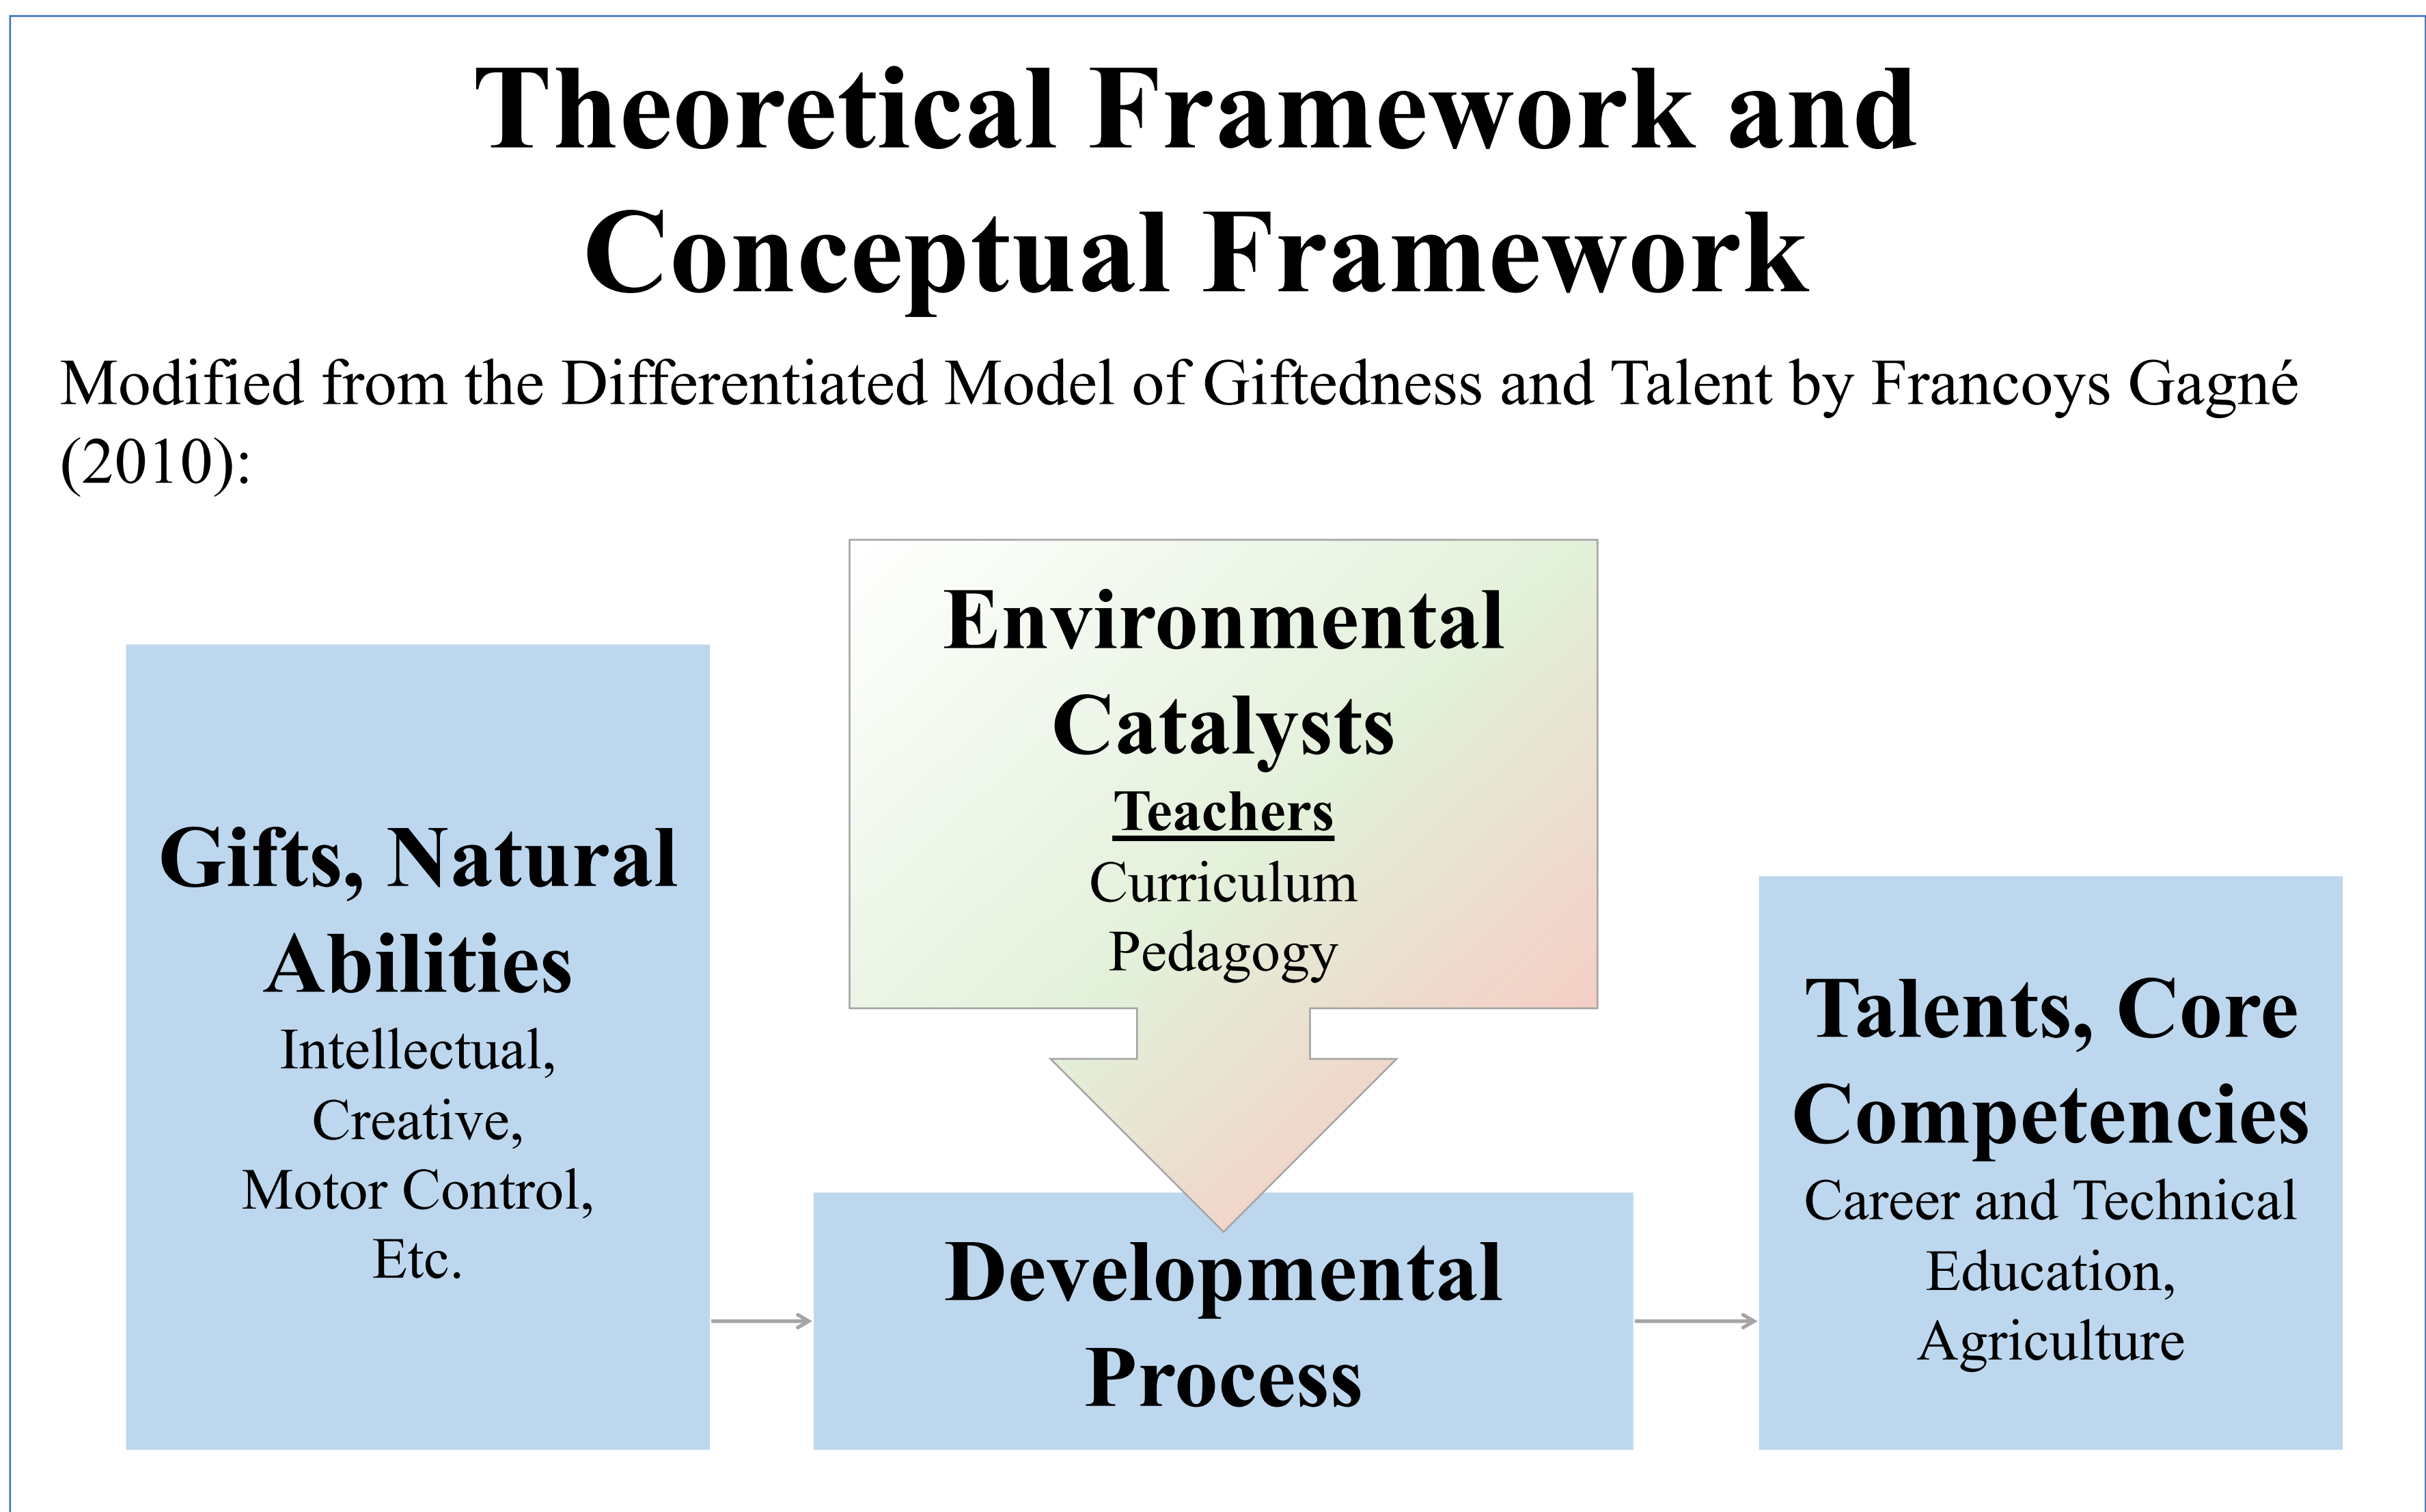 Theoretical Framework and
Conceptual Framework
Modified from the Differentiated Model of Giftedness and Talent by Francoys Gagné
(2010):
Environmental
Catalysts
Teachers
Curriculum
Pedagogy
Gifts, Natural
Abilities
Intellectual,
Creative,
Motor Control,
Etc.
Developmental
Process
Talents, Core
Competencies
Career and Technical
Education,
Agriculture